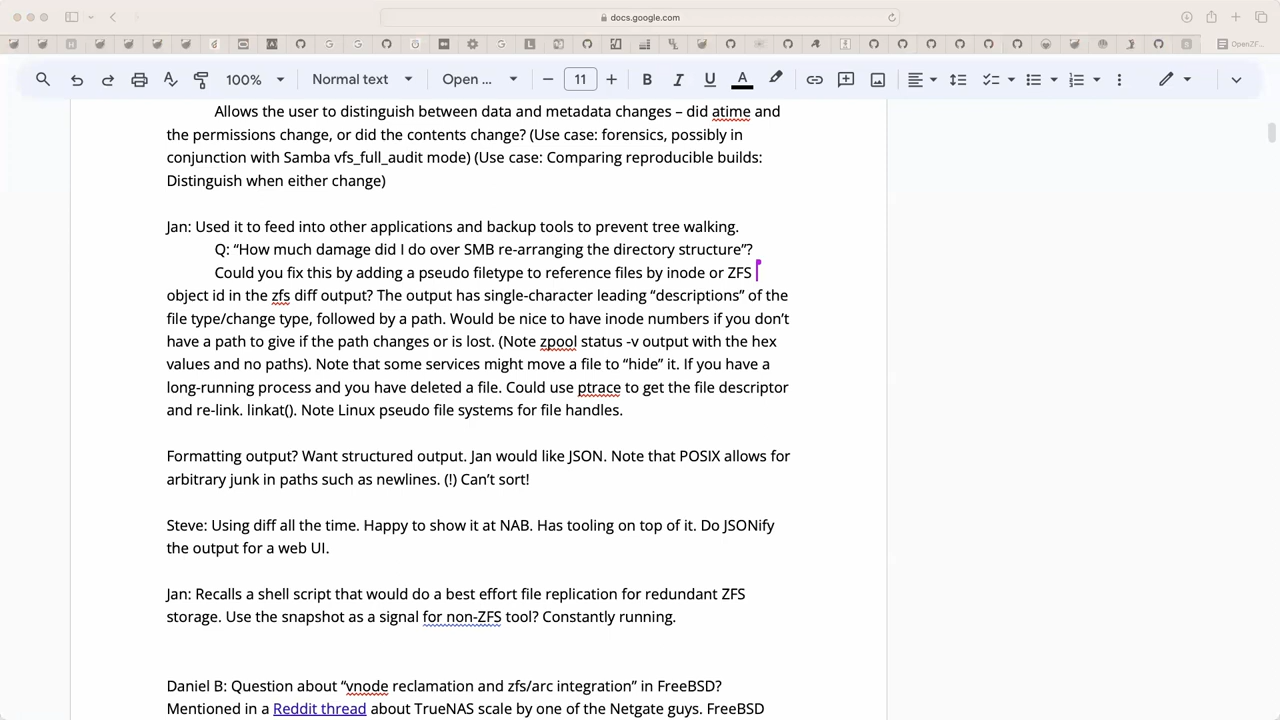 docs.google.com
OpenZF...
100%
Normal text
Open ...
11
B
I
U
A
Allows the user to distinguish between data and metadata changes – did atime and
the permissions change, or did the contents change? (Use case: forensics, possibly in
conjunction with Samba vfs_full_audit mode) (Use case: Comparing reproducible builds:
Distinguish when either change)
Jan: Used it to feed into other applications and backup tools to prevent tree walking.
Q: “How much damage did I do over SMB re-arranging the directory structure”?
Could you fix this by adding a pseudo filetype to reference files by inode or ZFS
object id in the zfs diff output? The output has single-character leading “descriptions” of the
file type/change type, followed by a path. Would be nice to have inode numbers if you don’t
have a path to give if the path changes or is lost. (Note zpool status -v output with the hex
values and no paths). Note that some services might move a file to “hide” it. If you have a
long-running process and you have deleted a file. Could use ptrace to get the file descriptor
and re-link. linkat(). Note Linux pseudo file systems for file handles.
Formatting output? Want structured output. Jan would like JSON. Note that POSIX allows for
arbitrary junk in paths such as newlines. (!) Can’t sort!
Steve: Using diff all the time. Happy to show it at NAB. Has tooling on top of it. Do JSONify
the output for a web UI.
Jan: Recalls a shell script that would do a best effort file replication for redundant ZFS
storage. Use the snapshot as a signal for non-ZFS tool? Constantly running.
Daniel B: Question about “vnode reclamation and zfs/arc integration” in FreeBSD?
Mentioned in a Reddit thread about TrueNAS scale by one of the Netgate guys. FreeBSD